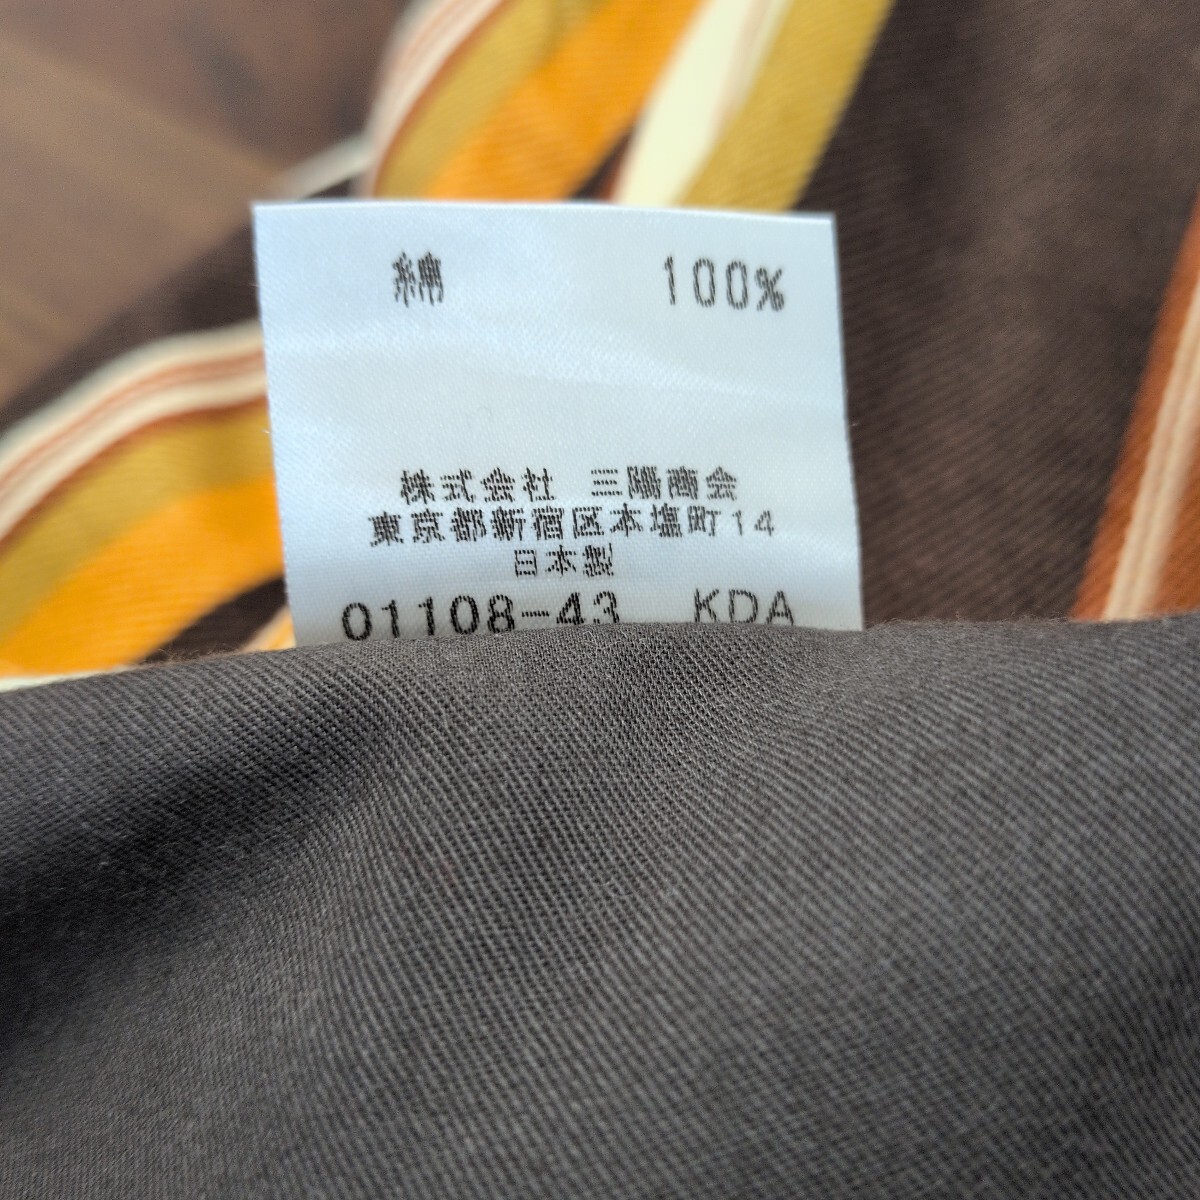 綿 100%
株式会社 三陽商会
東京都新宿区本塩町14
日本製
01108-43 KDA